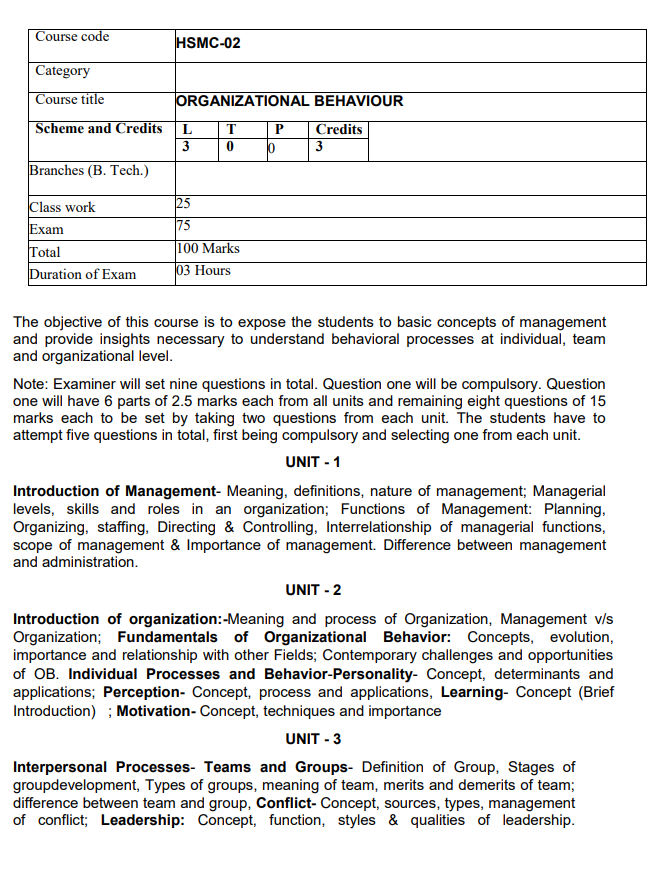 Course code HSMC-02
Category
Course title ORGANIZATIONAL BEHAVIOUR
Scheme and Credits L T P Credits
3 0 0 3
Branches (B. Tech.)
Class work 25
Exam 75
Total 100 Marks
Duration of Exam 03 Hours
The objective of this course is to expose the students to basic concepts of management
and provide insights necessary to understand behavioral processes at individual, team
and organizational level.
Note: Examiner will set nine questions in total. Question one will be compulsory. Question
one will have 6 parts of 2.5 marks each from all units and remaining eight questions of 15
marks each to be set by taking two questions from each unit. The students have to
attempt five questions in total, first being compulsory and selecting one from each unit.
UNIT - 1
Introduction of Management- Meaning, definitions, nature of management; Managerial
levels, skills and roles in an organization; Functions of Management: Planning,
Organizing, staffing, Directing & Controlling, Interrelationship of managerial functions,
scope of management & Importance of management. Difference between management
and administration.
UNIT - 2
Introduction of organization:-Meaning and process of Organization, Management v/s
Organization; Fundamentals of Organizational Behavior: Concepts, evolution,
importance and relationship with other Fields; Contemporary challenges and opportunities
of OB. Individual Processes and Behavior-Personality- Concept, determinants and
applications; Perception- Concept, process and applications, Learning- Concept (Brief
Introduction) ; Motivation- Concept, techniques and importance
UNIT - 3
Interpersonal Processes- Teams and Groups- Definition of Group, Stages of
groupdevelopment, Types of groups, meaning of team, merits and demerits of team;
difference between team and group, Conflict- Concept, sources, types, management
of conflict; Leadership: Concept, function, styles & qualities of leadership.